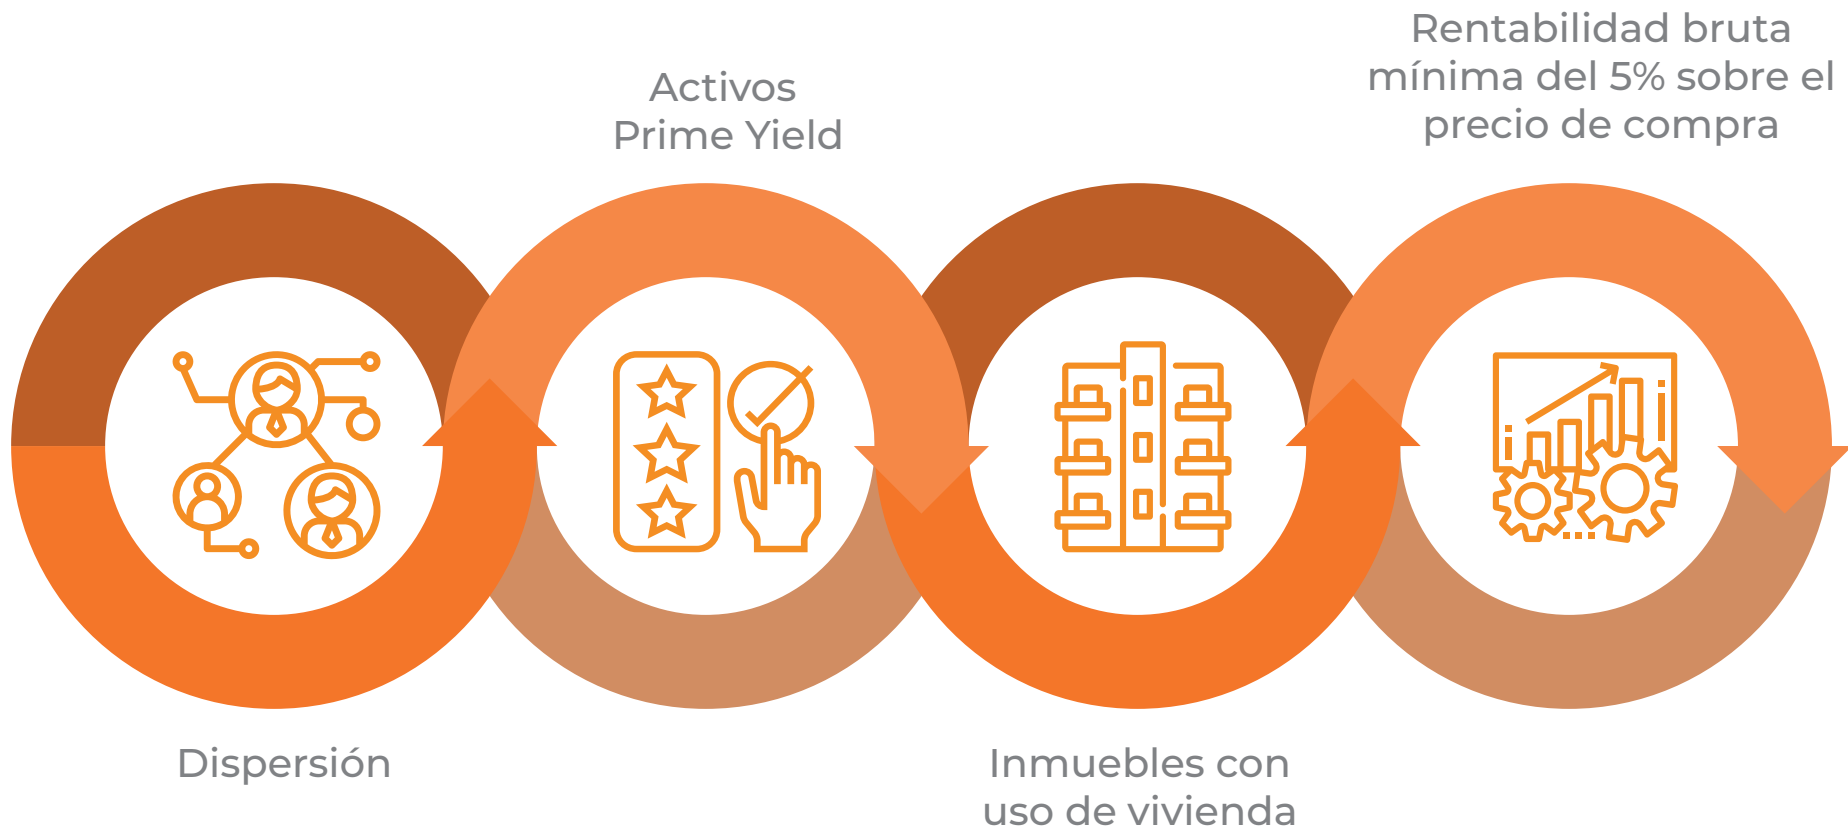 Dispersión
Activos
Prime Yield
Inmuebles con
uso de vivienda
Rentabilidad bruta
mínima del 5% sobre el
precio de compra